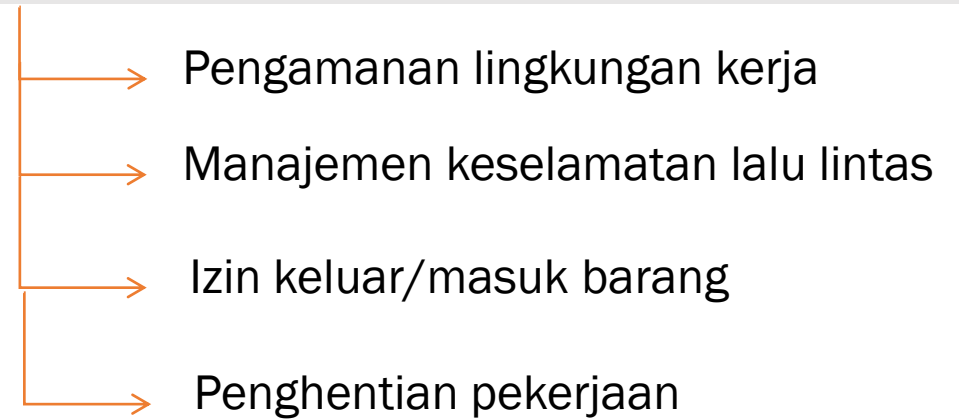 Pengamanan lingkungan kerja
Manajemen keselamatan lalu lintas
Izin keluar/masuk barang
Penghentian pekerjaan